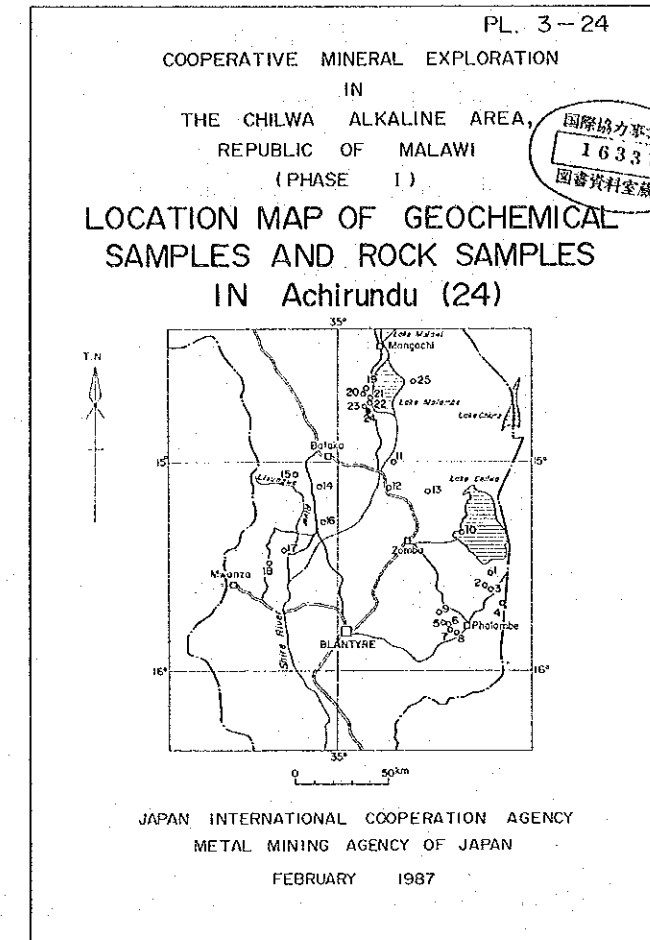 PL. 3-24
COOPERATIVE MINERAL EXPLORATION
IN
THE CHILWA ALKALINE AREA,
REPUBLIC OF MALAWI
(PHASE I)
国際協力事
1633
図書資料室蔵
LOCATION MAP OF GEOCHEMICAL
SAMPLES AND ROCK SAMPLES
IN Achirundu (24)
T.N
35°
Lake Malawi
Mangochi
19
25
20
21
22
Lake Malombe
23
24
Lake Chiuta
Balaka
15°
11
15°
15
14
12
13
River
16
10
Zomba
17
18
Mwanza
1
2
3
4
9
5
6
Phalombe
7
8
BLANTYRE
Shire River
16°
16°
35°
0
50km
JAPAN INTERNATIONAL COOPERATION AGENCY
METAL MINING AGENCY OF JAPAN
FEBRUARY 1987